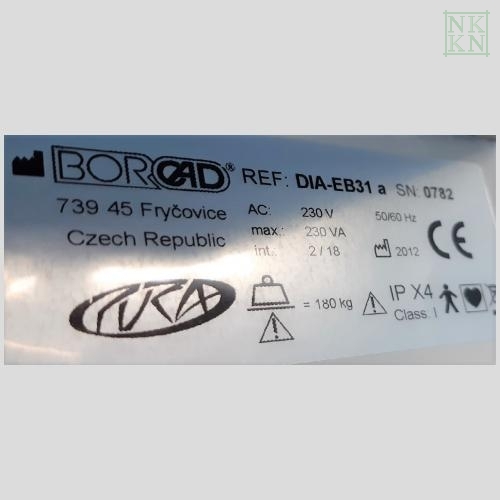 NK
KN
BORCAD® REF: DIA-EB31 a SN: 0782
739 45 Fryčovice
Czech Republic
AC: 230 V 50/60 Hz
max.: 230 VA
int.: 2 / 18
2012
CE
PURA
= 180 kg
IP X4
Class. I